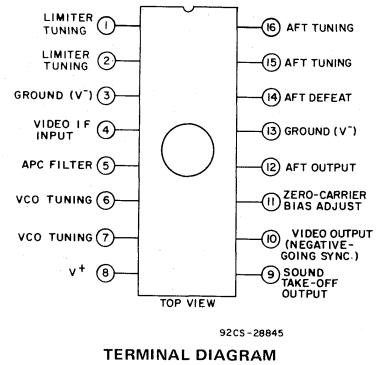 LIMITER
TUNING 1
LIMITER
TUNING 2
GROUND (V⁻) 3
VIDEO IF
INPUT 4
APC FILTER 5
VCO TUNING 6
VCO TUNING 7
V⁺ 8
16 AFT TUNING
15 AFT TUNING
14 AFT DEFEAT
13 GROUND (V⁻)
12 AFT OUTPUT
11 ZERO-CARRIER
BIAS ADJUST
10 VIDEO OUTPUT
(NEGATIVE-
GOING SYNC.)
9 SOUND
TAKE-OFF
OUTPUT
TOP VIEW
92CS-28845
TERMINAL DIAGRAM